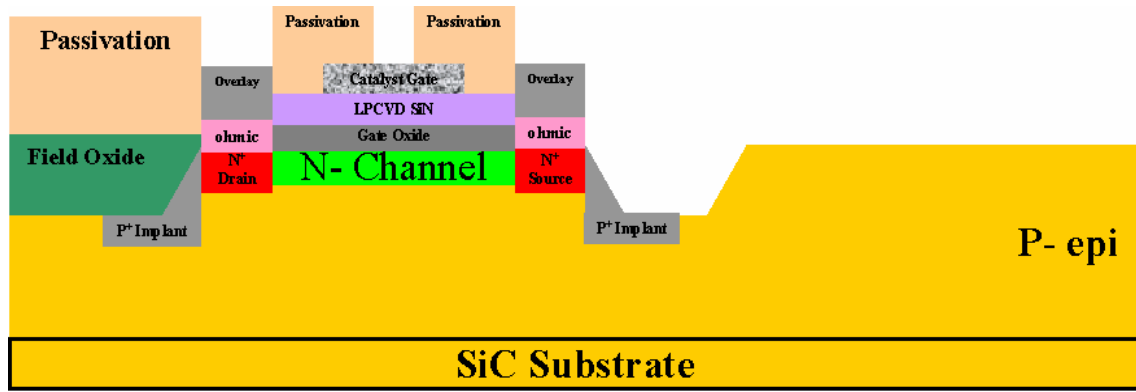 Passivation
Passivation
Passivation
Overlay
Catalyst Gate
Overlay
LPCVD SiN
ohmic
Gate Oxide
ohmic
Field Oxide
N+
Drain
N- Channel
N+
Source
P+ Implant
P+ Implant
P- epi
SiC Substrate